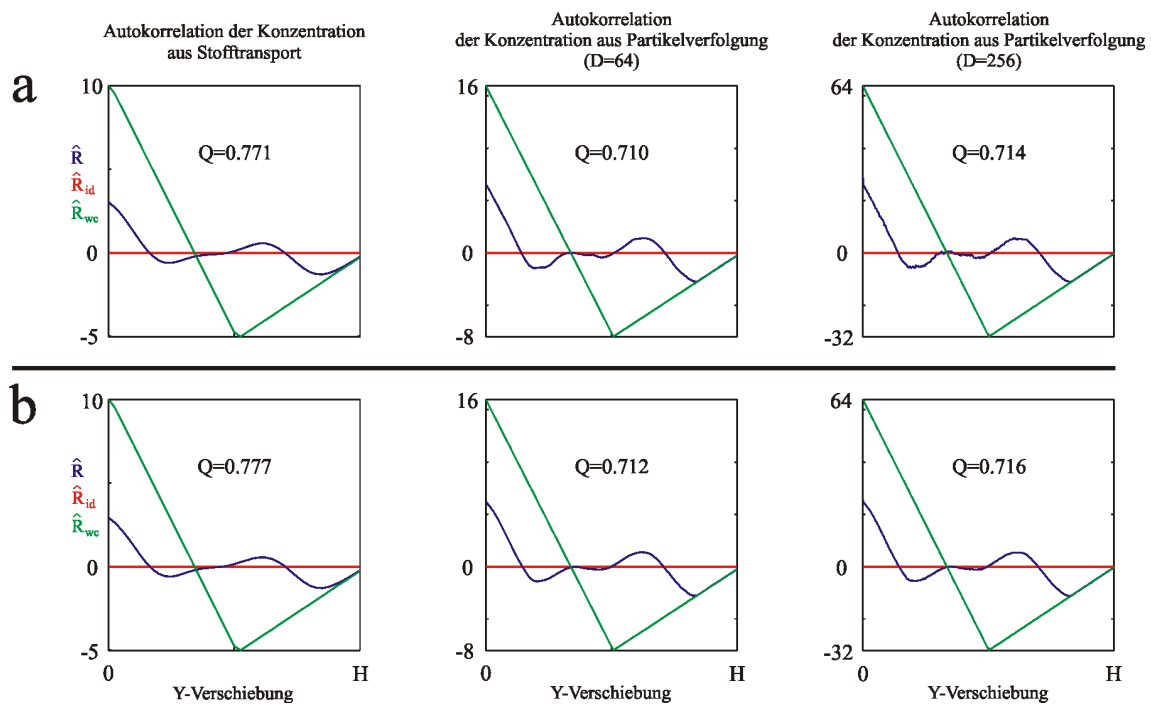 Autokorrelation der Konzentration
aus Stofftransport
Autokorrelation
der Konzentration aus Partikelverfolgung
(D=64)
Autokorrelation
der Konzentration aus Partikelverfolgung
(D=256)
a
10
0
-5
R̂
R̂id
R̂wc
Q=0.771
16
0
-8
Q=0.710
64
0
-32
Q=0.714
b
10
0
-5
R̂
R̂id
R̂wc
Q=0.777
0
H
Y-Verschiebung
16
0
-8
Q=0.712
0
H
Y-Verschiebung
64
0
-32
Q=0.716
0
H
Y-Verschiebung